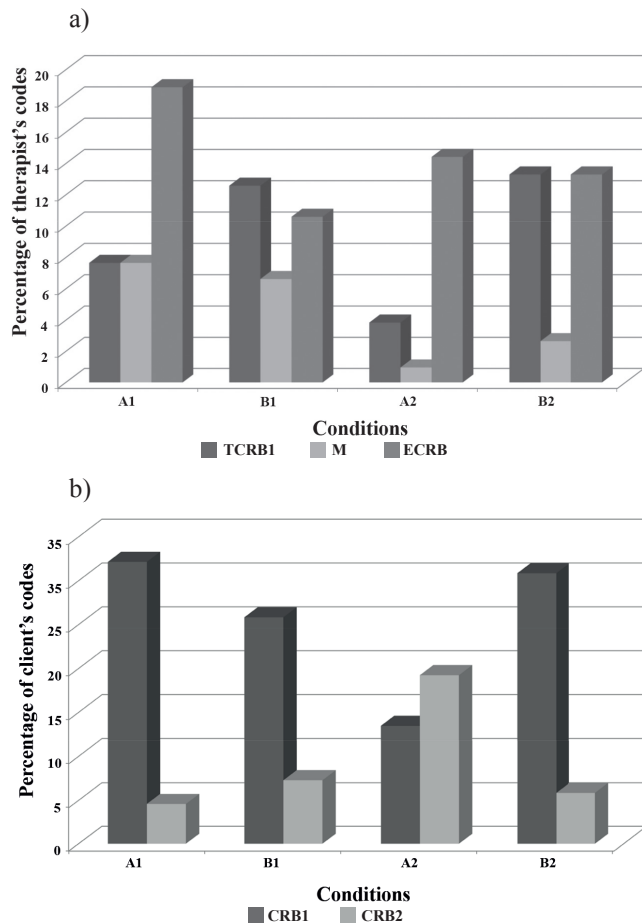 a)
Percentage of therapist's codes
20
18
16
14
12
10
8
6
4
2
0
A1 B1 A2 B2
Conditions
TCRB1 M ECRB
b)
Percentage of client's codes
35
35
25
20
15
10
5
0
A1 B1 A2 B2
Conditions
CRB1 CRB2